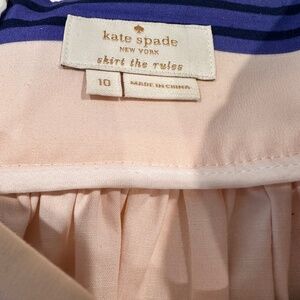 kate spade
NEW YORK
skirt the rules
10
MADE IN CHINA